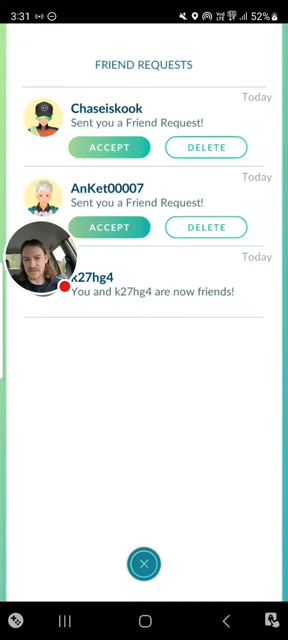 3:31
52%
FRIEND REQUESTS
Today
Chaseiskook
Sent you a Friend Request!
ACCEPT
DELETE
Today
AnKet00007
Sent you a Friend Request!
ACCEPT
DELETE
Today
k27hg4
You and k27hg4 are now friends!